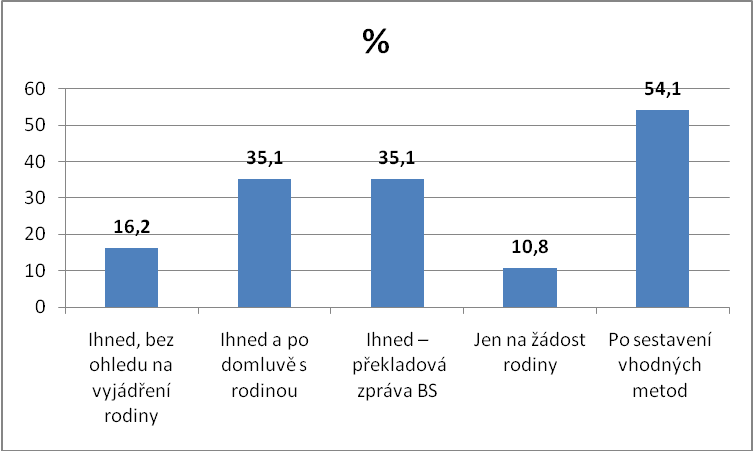 %
60
50
40
30
20
10
0
16,2
35,1
35,1
10,8
54,1
Ihned, bez
ohledu na
vyjádření
rodiny
Ihned a po
domluvě s
rodinou
Ihned –
překladová
zpráva BS
Jen na žádost
rodiny
Po sestavení
vhodných
metod